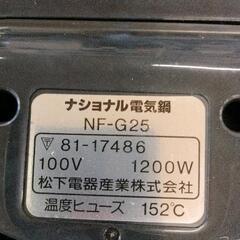 ナショナル電気鍋
NF-G25
81-17486
100V 1200W
松下電器産業株式会社
温度ヒューズ 152℃